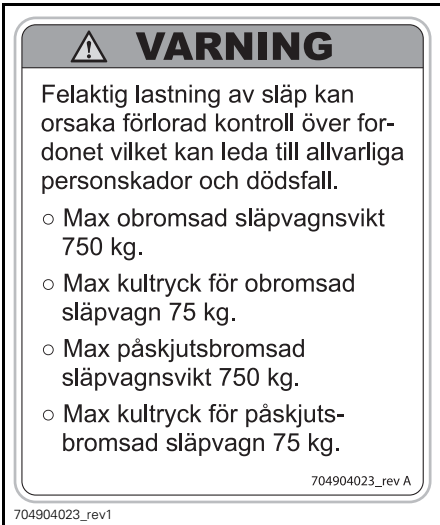 VARNING
Felaktig lastning av släp kan
orsaka förlorad kontroll över for-
donet vilket kan leda till allvarliga
personskador och dödsfall.
○ Max obromsad släpvagnsvikt
750 kg.
○ Max kultryck för obromsad
släpvagn 75 kg.
○ Max påskjutsbromsad
släpvagnsvikt 750 kg.
○ Max kultryck för påskjuts-
bromsad släpvagn 75 kg.
704904023_rev A
704904023_rev1